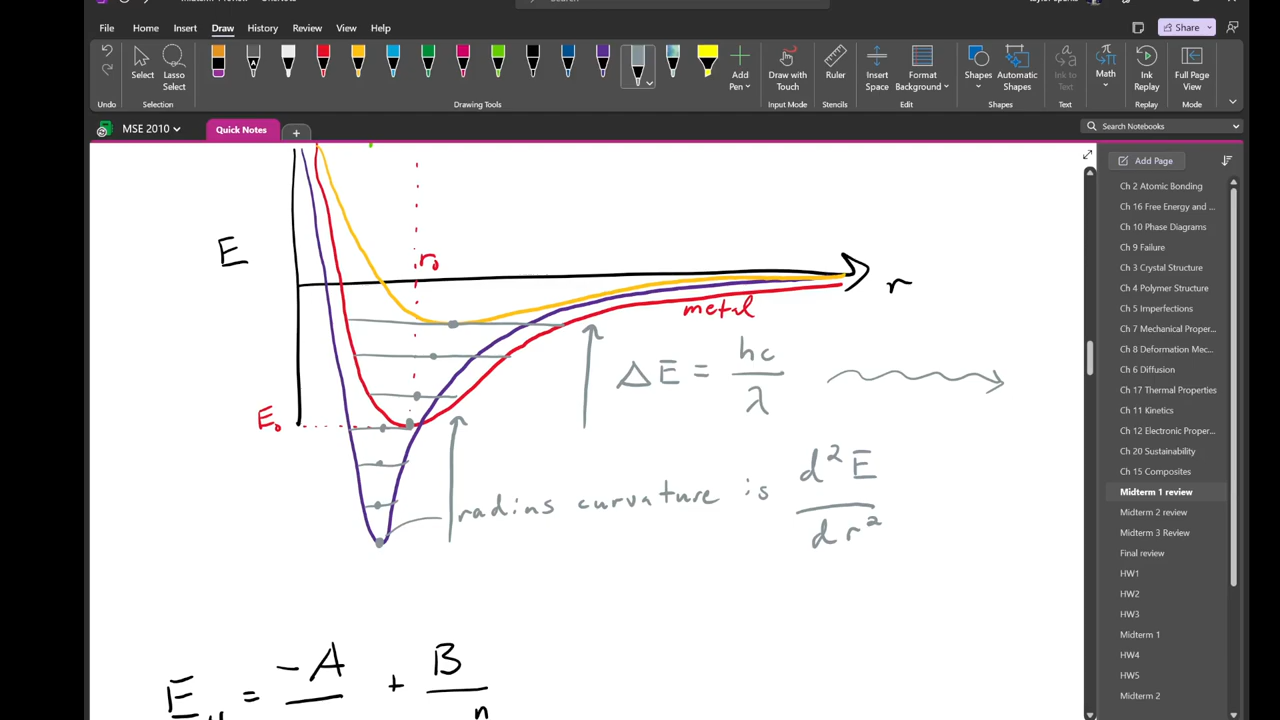 File Home Insert Draw History Review View Help
Share
Undo
Select
Lasso Select
Selection
Drawing Tools
Add Pen
Draw with Touch
Input Mode
Ruler
Stencils
Insert Space
Format Background
Edit
Shapes
Automatic Shapes
Shapes
Ink to Text
Text
Math
Ink Replay
Replay
Full Page View
Mode
MSE 2010
Quick Notes
Search Notebooks
Add Page
Ch 2 Atomic Bonding
Ch 16 Free Energy and ...
Ch 10 Phase Diagrams
Ch 9 Failure
Ch 3 Crystal Structure
Ch 4 Polymer Structure
Ch 5 Imperfections
Ch 7 Mechanical Proper...
Ch 8 Deformation Mec...
Ch 6 Diffusion
Ch 17 Thermal Properties
Ch 11 Kinetics
Ch 12 Electronic Proper...
Ch 20 Sustainability
Ch 15 Composites
Midterm 1 review
Midterm 2 review
Midterm 3 Review
Final review
HW1
HW2
HW3
Midterm 1
HW4
HW5
Midterm 2
E
r₀
r
metal
ΔE = hc/λ
E₀
radius curvature is d²E/dr²
E = -A + B
n